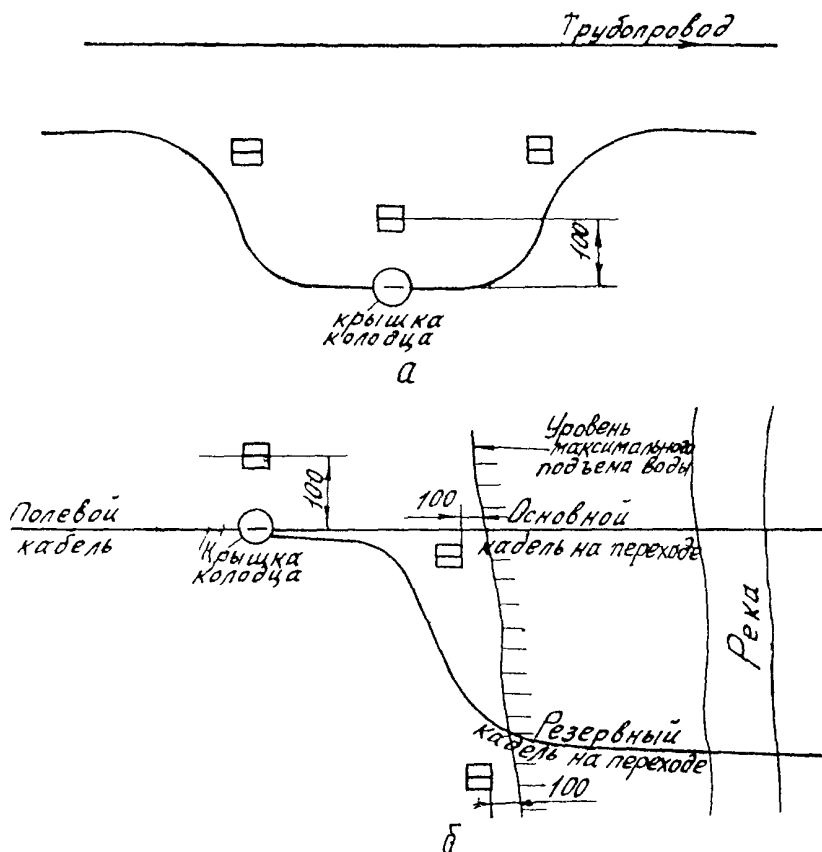 Трубопровод
100
крышка
колодца
а
Уровень
максимального
подъема воды
100
100
Полевой
кабель
Крышка
колодца
Основной
кабель на переходе
Река
Резервный
кабель на переходе
100
б